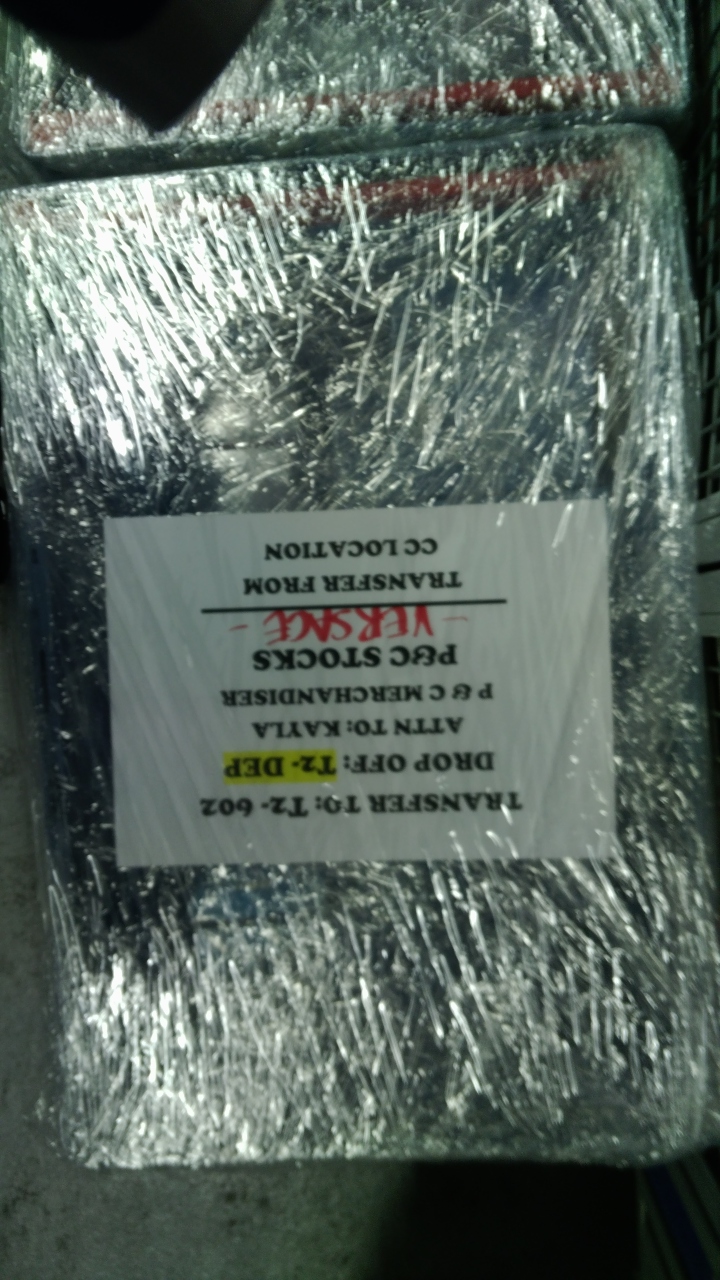 TRANSFER TO: T2- 602
DROP OFF: T2- DEP
ATTN TO: KAYLA
P & C MERCHANDISER
P&C STOCKS
- VERSACE -
TRANSFER FROM
CC LOCATION